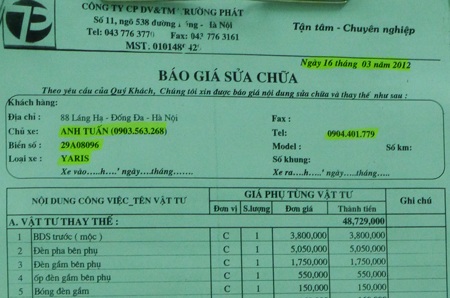 CÔNG TY CP DV&TM TRƯỜNG PHÁT
Số 11, ngõ 538 đường - Hà Nội
Tel: 043 776 377 Fax: 043 776 3161
MST. 010148
Tận tâm - Chuyên nghiệp
Ngày 16 tháng 03 năm 2012
BÁO GIÁ SỬA CHỮA
Theo yêu cầu của Quý Khách, Chúng tôi xin được báo giá nội dung sửa chữa và thay thế như sau :
Khách hàng:
Địa chỉ : 88 Láng Hạ - Đống Đa - Hà Nội Fax :
Chủ xe: ANH TUẤN (0903.563.268) Tel: 0904.401.779
Biển số : 29A08096 Model : Số km:
Loại xe : YARIS Số khung:
Xe vào.....h.....' ngày....tháng...... Xe ra....h.....' ngày....tháng......
NỘI DUNG CÔNG VIỆC_TÊN VẬT TƯ GIÁ PHỤ TÙNG VẬT TƯ Ghi chú
Đơn vị S.lượng Đơn giá Thành tiền
A. VẬT TƯ THAY THẾ : 48,729,000
1 BDS trước ( mộc ) C 1 3,800,000 3,800,000
2 Đèn pha bên phụ C 1 5,050,000 5,050,000
3 Đèn gầm bên phụ C 1 1,750,000 1,750,000
4 ốp đèn gầm bên phụ C 1 550,000 550,000
5 Bóng đèn gầm C 1 150,000 150,000